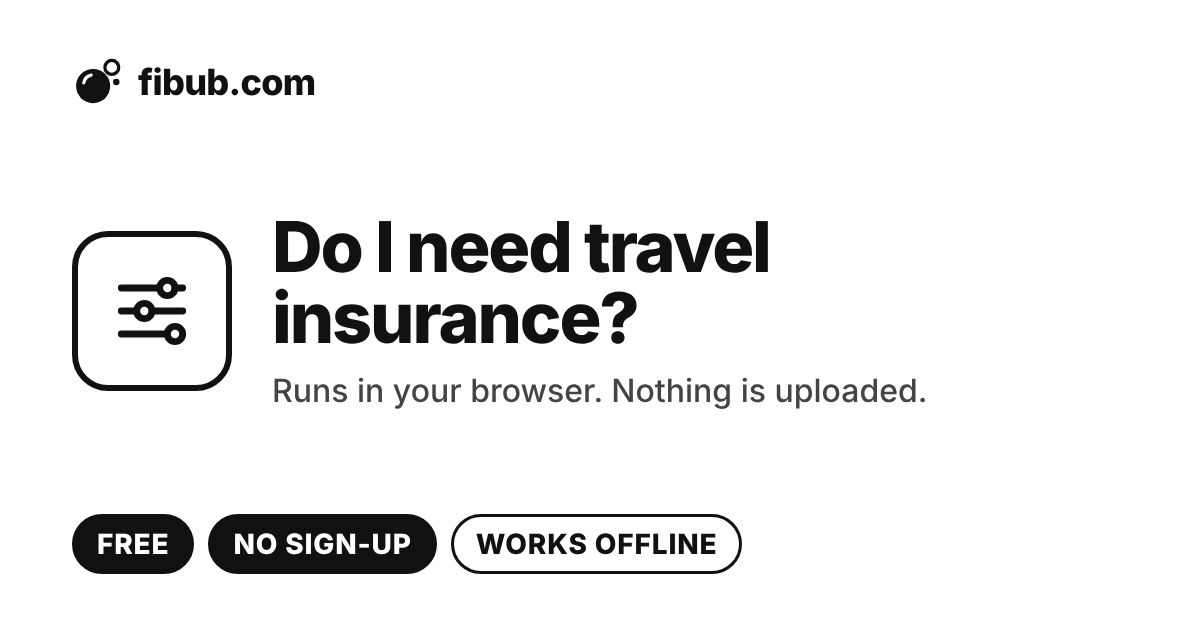 fibub.com
Do I need travel
insurance?
Runs in your browser. Nothing is uploaded.
FREE
NO SIGN-UP
WORKS OFFLINE